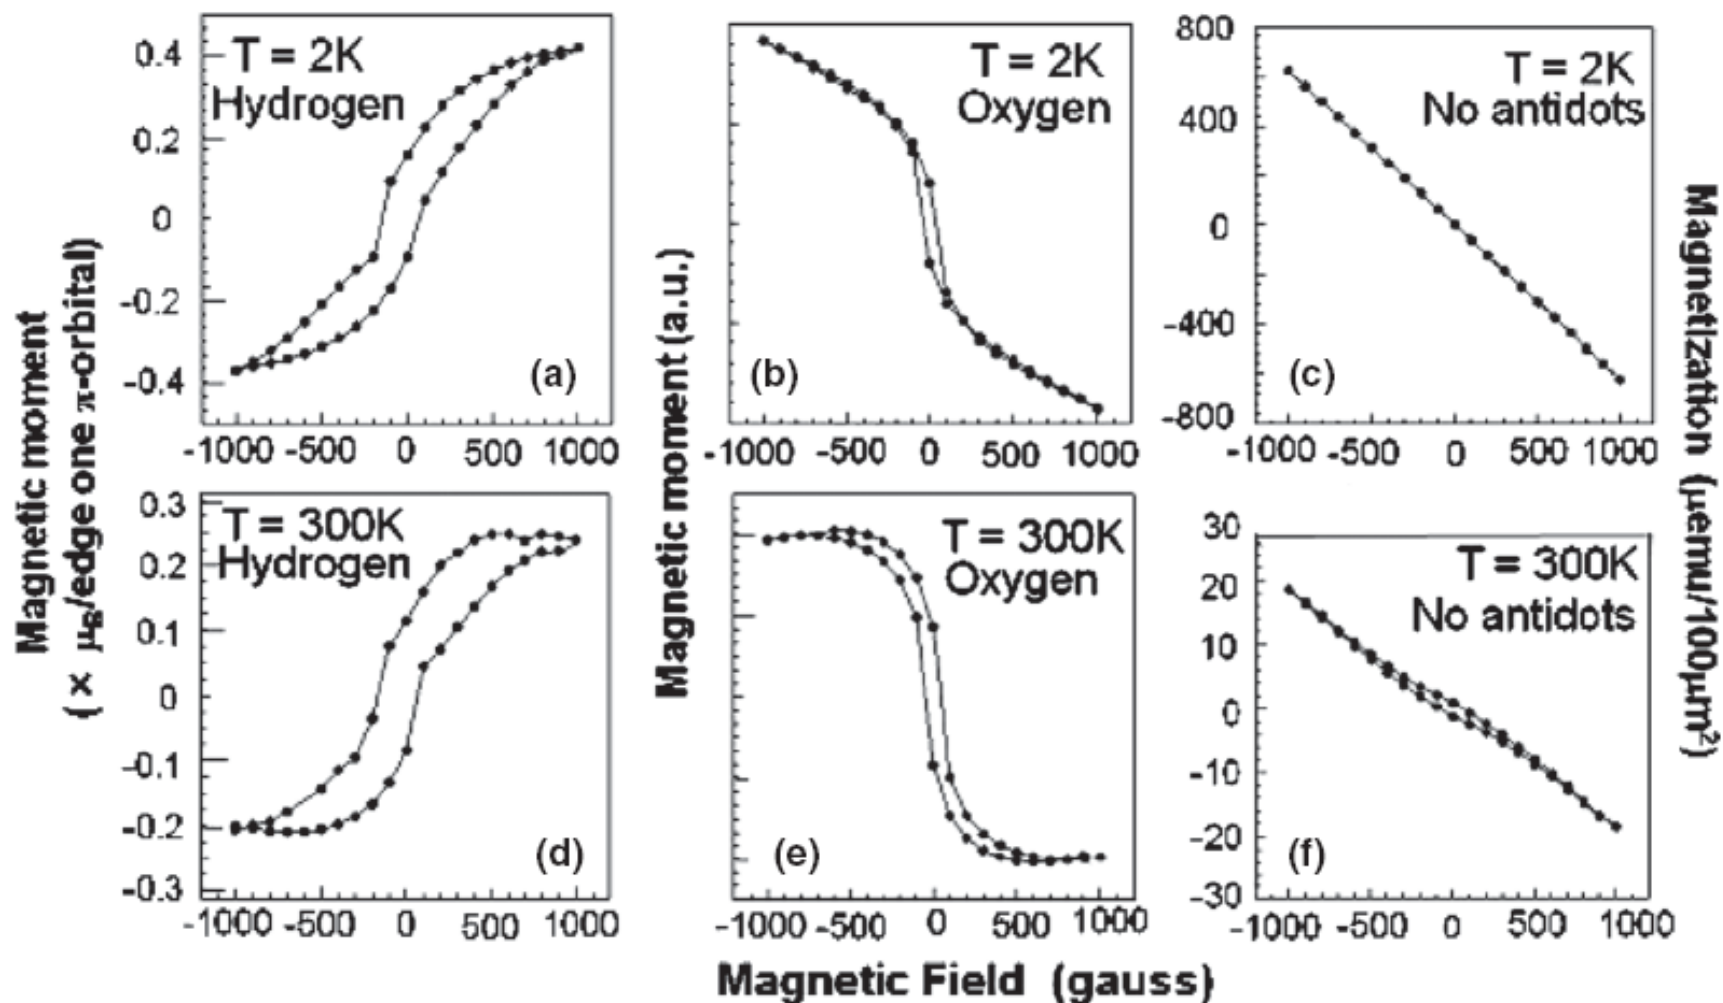 Magnetic moment
(× μB/edge one π-orbital)
0.4
0.2
0
-0.2
-0.4
T = 2K
Hydrogen
(a)
-1000 -500 0 500 1000
Magnetic moment (a.u.)
T = 2K
Oxygen
(b)
-1000 -500 0 500 1000
800
400
0
-400
-800
T = 2K
No antidots
(c)
-1000 -500 0 500 1000
Magnetization (μemu/100μm²)
0.3
0.2
0.1
0
-0.1
-0.2
-0.3
T = 300K
Hydrogen
(d)
-1000 -500 0 500 1000
T = 300K
Oxygen
(e)
-1000 -500 0 500 1000
30
20
10
0
-10
-20
-30
T = 300K
No antidots
(f)
-1000 -500 0 500 1000
Magnetic Field (gauss)